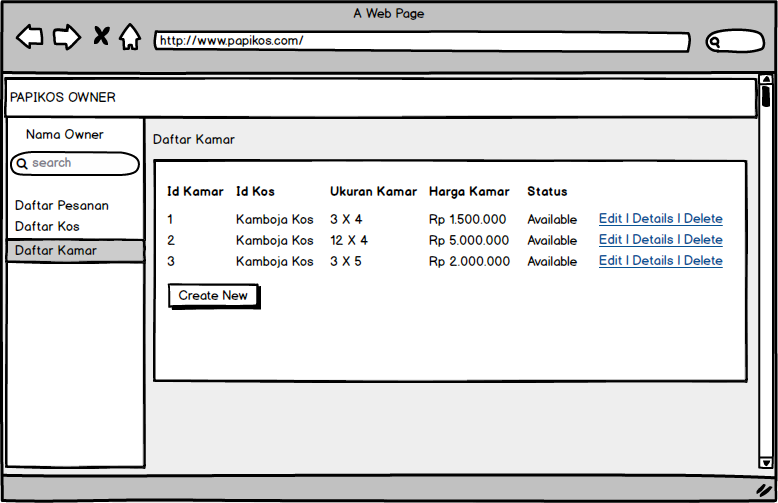 A Web Page
http://www.papikos.com/
PAPIKOS OWNER
Nama Owner
search
Daftar Pesanan
Daftar Kos
Daftar Kamar
Daftar Kamar
Id Kamar Id Kos Ukuran Kamar Harga Kamar Status
1 Kamboja Kos 3 X 4 Rp 1.500.000 Available Edit | Details | Delete
2 Kamboja Kos 12 X 4 Rp 5.000.000 Available Edit | Details | Delete
3 Kamboja Kos 3 X 5 Rp 2.000.000 Available Edit | Details | Delete
Create New